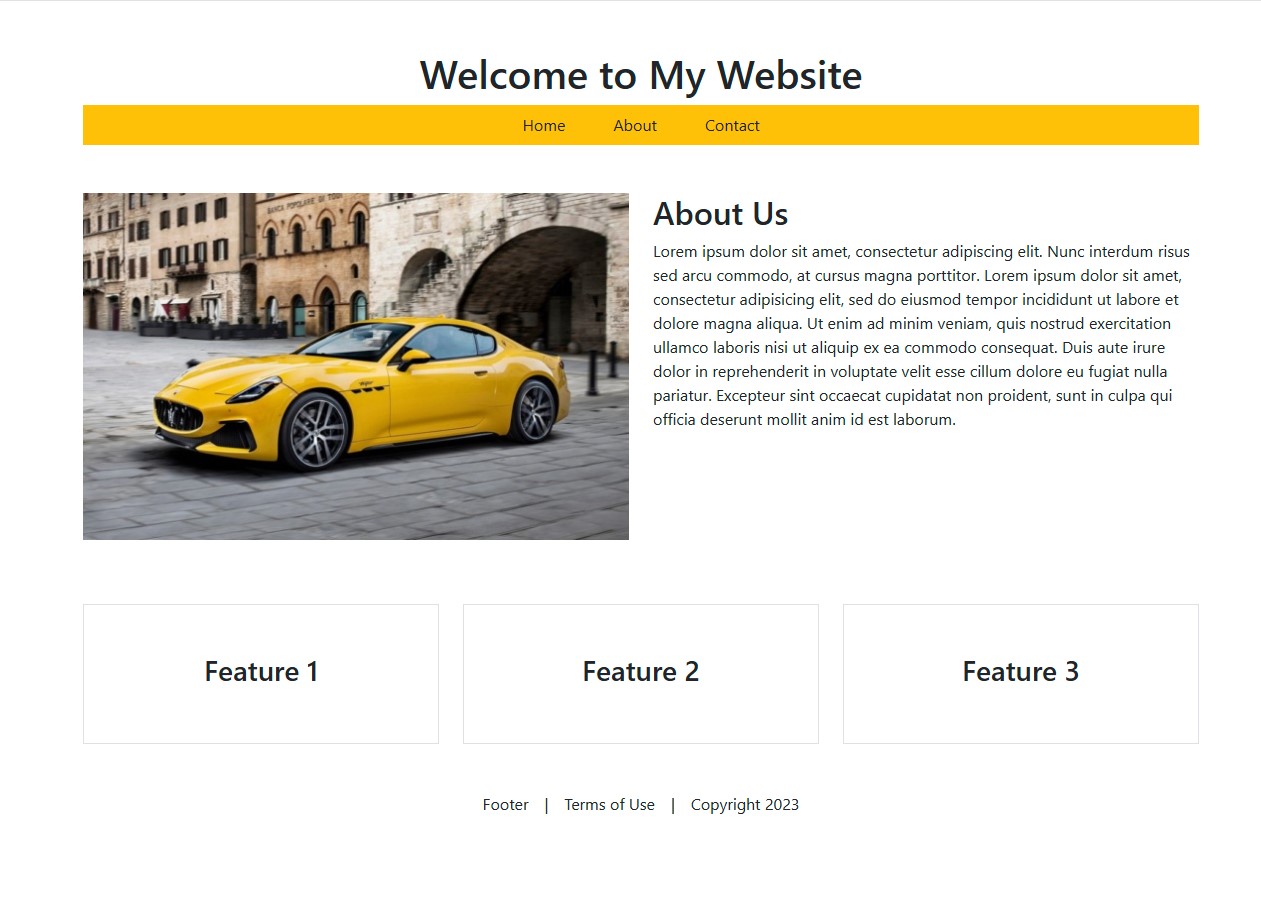 Welcome to My Website
Home About Contact
BANCA POPOLARE DI TODI
About Us
Lorem ipsum dolor sit amet, consectetur adipiscing elit. Nunc interdum risus
sed arcu commodo, at cursus magna porttitor. Lorem ipsum dolor sit amet,
consectetur adipisicing elit, sed do eiusmod tempor incididunt ut labore et
dolore magna aliqua. Ut enim ad minim veniam, quis nostrud exercitation
ullamco laboris nisi ut aliquip ex ea commodo consequat. Duis aute irure
dolor in reprehenderit in voluptate velit esse cillum dolore eu fugiat nulla
pariatur. Excepteur sint occaecat cupidatat non proident, sunt in culpa qui
officia deserunt mollit anim id est laborum.
Feature 1 Feature 2 Feature 3
Footer | Terms of Use | Copyright 2023